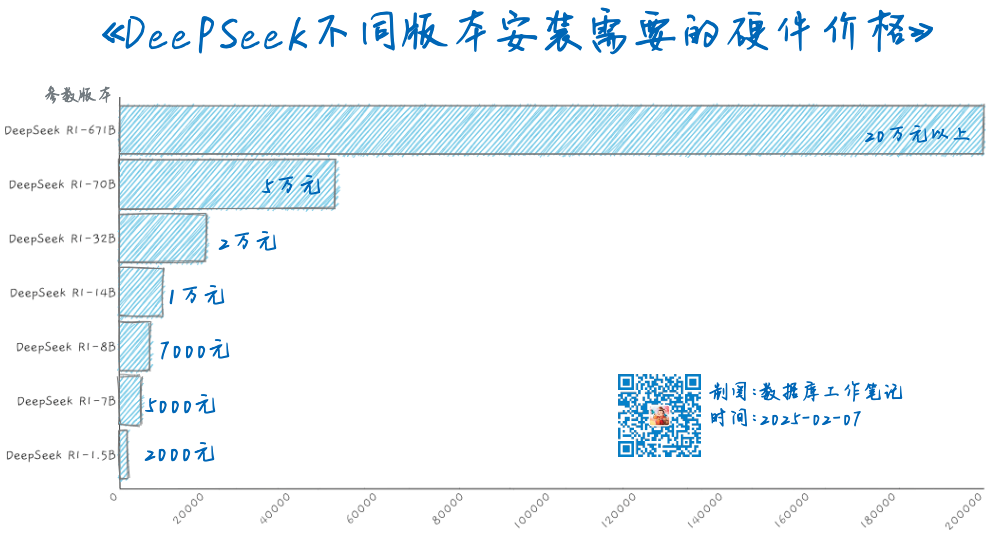 《DeePSeek不同版本安装需要的硬件价格》
参数版本
DeepSeek R1-671B
20万元以上
DeepSeek R1-70B
5万元
DeepSeek R1-32B
2万元
DeepSeek R1-14B
1万元
DeepSeek R1-8B
7000元
DeepSeek R1-7B
5000元
DeepSeek R1-1.5B
2000元
制图:数据库工作笔记
时间:2025-02-07
0 20000 40000 60000 80000 100000 120000 140000 160000 180000 200000